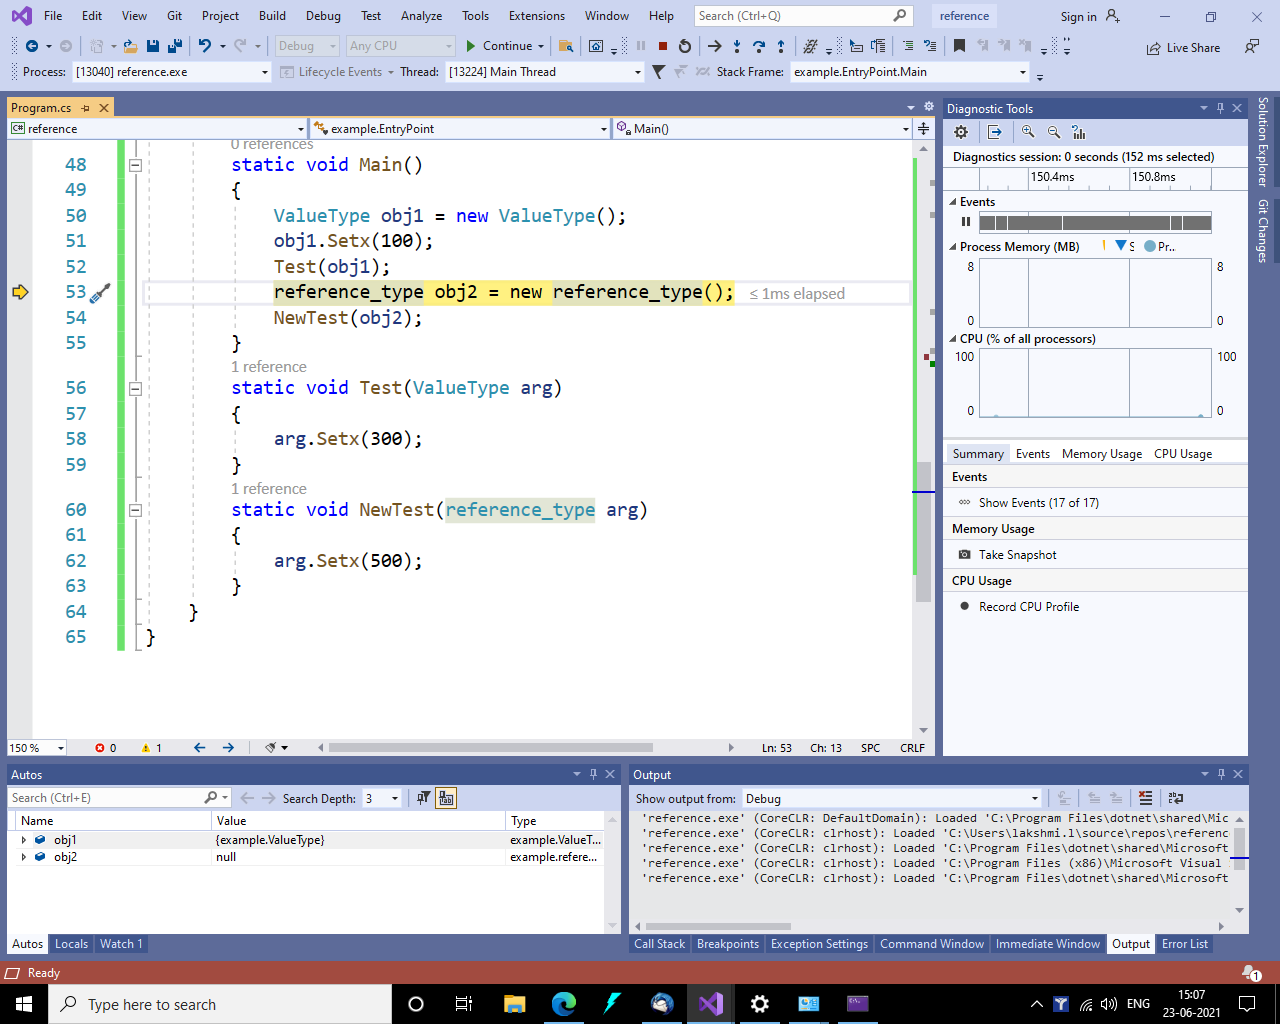 File Edit View Git Project Build Debug Test Analyze Tools Extensions Window Help Search (Ctrl+Q) reference Sign in
Debug Any CPU Continue Live Share
Process: [13040] reference.exe Lifecycle Events Thread: [13224] Main Thread Stack Frame: example.EntryPoint.Main
Program.cs
C# reference example.EntryPoint Main()
0 references
48 static void Main()
49 {
50 ValueType obj1 = new ValueType();
51 obj1.Setx(100);
52 Test(obj1);
53 reference_type obj2 = new reference_type(); ≤ 1ms elapsed
54 NewTest(obj2);
55 }
1 reference
56 static void Test(ValueType arg)
57 {
58 arg.Setx(300);
59 }
1 reference
60 static void NewTest(reference_type arg)
61 {
62 arg.Setx(500);
63 }
64 }
65 }
150 % 0 1 Ln: 53 Ch: 13 SPC CRLF
Diagnostic Tools
Diagnostics session: 0 seconds (152 ms selected)
150.4ms 150.8ms
Events
Process Memory (MB) S Pr..
8 8
0 0
CPU (% of all processors)
100 100
0 0
Summary Events Memory Usage CPU Usage
Events
Show Events (17 of 17)
Memory Usage
Take Snapshot
CPU Usage
Record CPU Profile
Solution Explorer
Git Changes
Autos
Search (Ctrl+E) Search Depth: 3
Name Value Type
obj1 {example.ValueType} example.ValueT...
obj2 null example.refere...
Autos Locals Watch 1
Output
Show output from: Debug
'reference.exe' (CoreCLR: DefaultDomain): Loaded 'C:\Program Files\dotnet\shared\Mic
'reference.exe' (CoreCLR: clrhost): Loaded 'C:\Users\lakshmi.l\source\repos\referenc
'reference.exe' (CoreCLR: clrhost): Loaded 'C:\Program Files\dotnet\shared\Microsoft
'reference.exe' (CoreCLR: clrhost): Loaded 'C:\Program Files (x86)\Microsoft Visual
'reference.exe' (CoreCLR: clrhost): Loaded 'C:\Program Files\dotnet\shared\Microsoft
Call Stack Breakpoints Exception Settings Command Window Immediate Window Output Error List
Ready 1
Type here to search ENG 15:07
23-06-2021